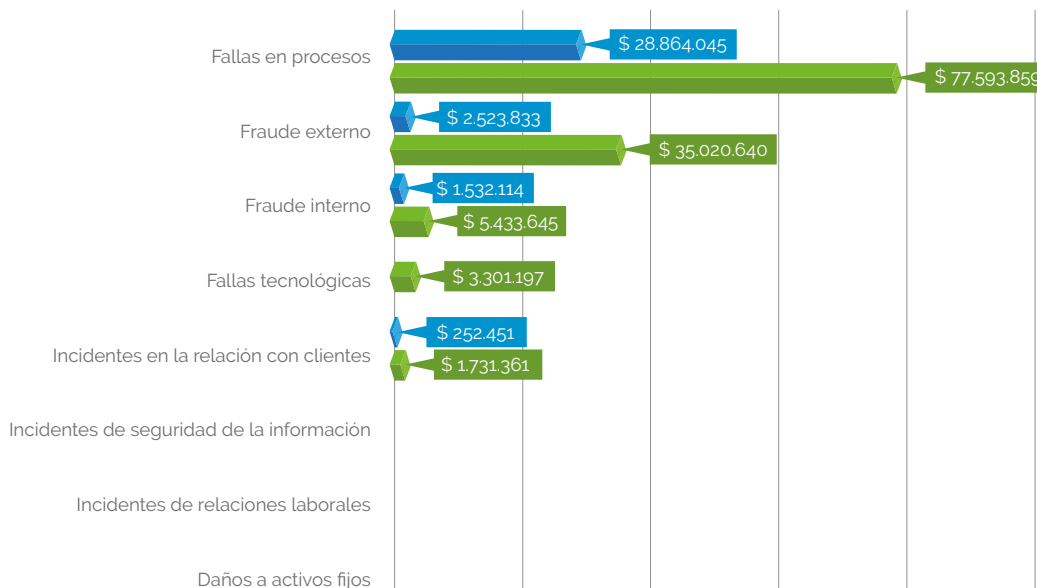 Fallas en procesos
$ 28.864.045
$ 77.593.859
Fraude externo
$ 2.523.833
$ 35.020.640
Fraude interno
$ 1.532.114
$ 5.433.645
Fallas tecnológicas
$ 3.301.197
Incidentes en la relación con clientes
$ 252.451
$ 1.731.361
Incidentes de seguridad de la información
Incidentes de relaciones laborales
Daños a activos fijos